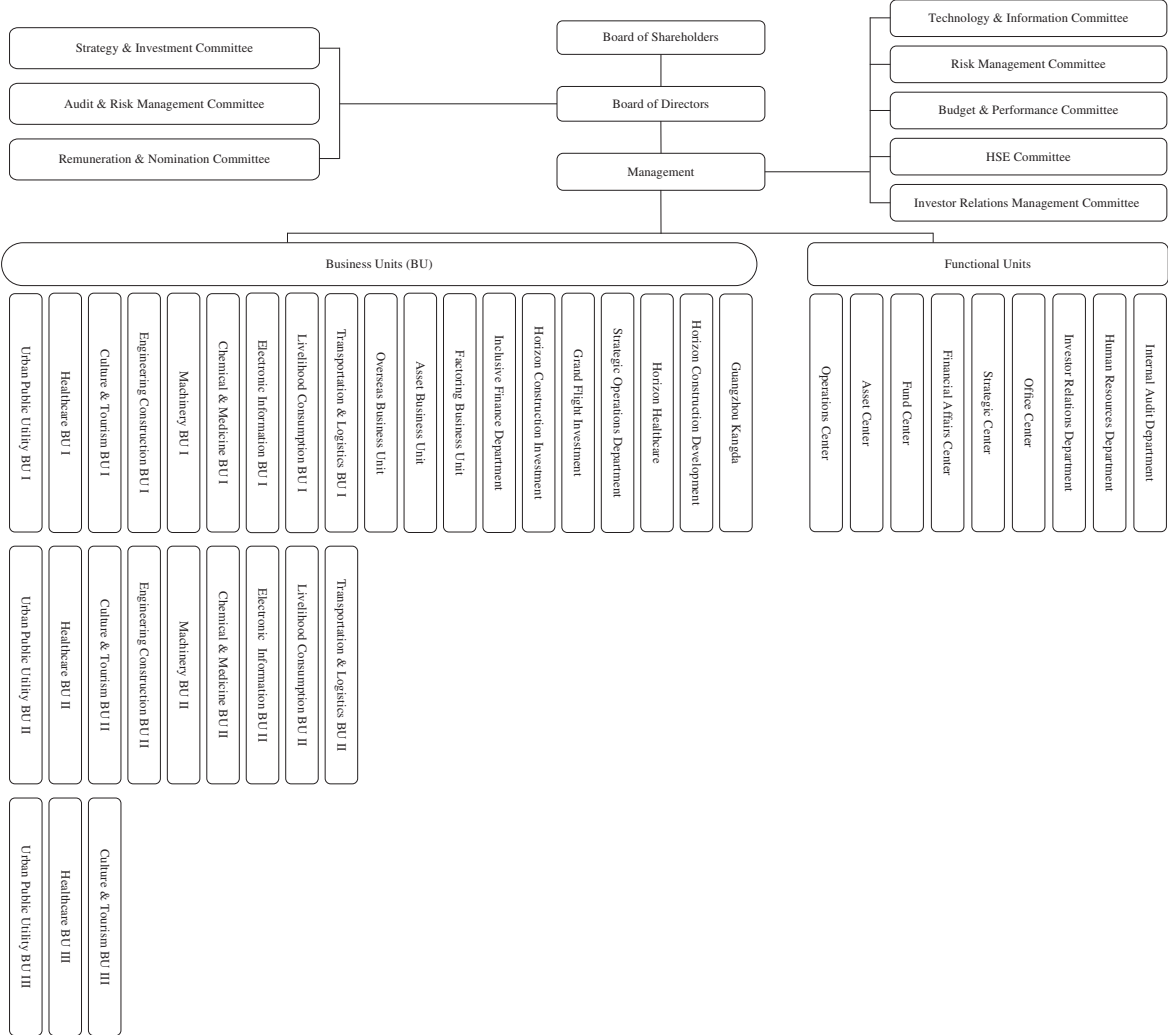 Strategy & Investment Committee
Audit & Risk Management Committee
Remuneration & Nomination Committee
Board of Shareholders
Board of Directors
Management
Technology & Information Committee
Risk Management Committee
Budget & Performance Committee
HSE Committee
Investor Relations Management Committee
Business Units (BU)
Functional Units
Urban Public Utility BU I
Healthcare BU I
Culture & Tourism BU I
Engineering Construction BU I
Machinery BU I
Chemical & Medicine BU I
Electronic Information BU I
Livelihood Consumption BU I
Transportation & Logistics BU I
Overseas Business Unit
Asset Business Unit
Factoring Business Unit
Inclusive Finance Department
Horizon Construction Investment
Grand Flight Investment
Strategic Operations Department
Horizon Healthcare
Horizon Construction Development
Guangzhou Kangda
Operations Center
Asset Center
Fund Center
Financial Affairs Center
Strategic Center
Office Center
Investor Relations Department
Human Resources Department
Internal Audit Department
Urban Public Utility BU II
Healthcare BU II
Culture & Tourism BU II
Engineering Construction BU II
Machinery BU II
Chemical & Medicine BU II
Electronic Information BU II
Livelihood Consumption BU II
Transportation & Logistics BU II
Urban Public Utility BU III
Healthcare BU III
Culture & Tourism BU III